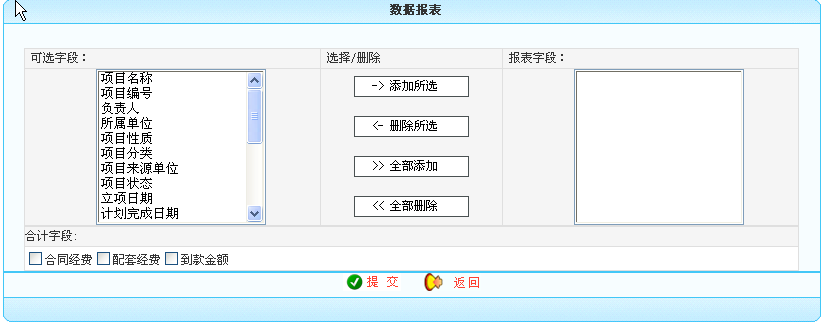 数据报表
可选字段：
选择/删除
报表字段：
项目名称
项目编号
负责人
所属单位
项目性质
项目分类
项目来源单位
项目状态
立项日期
计划完成日期
-> 添加所选
<- 删除所选
>> 全部添加
<< 全部删除
合计字段:
合同经费 配套经费 到款金额
提 交 返回